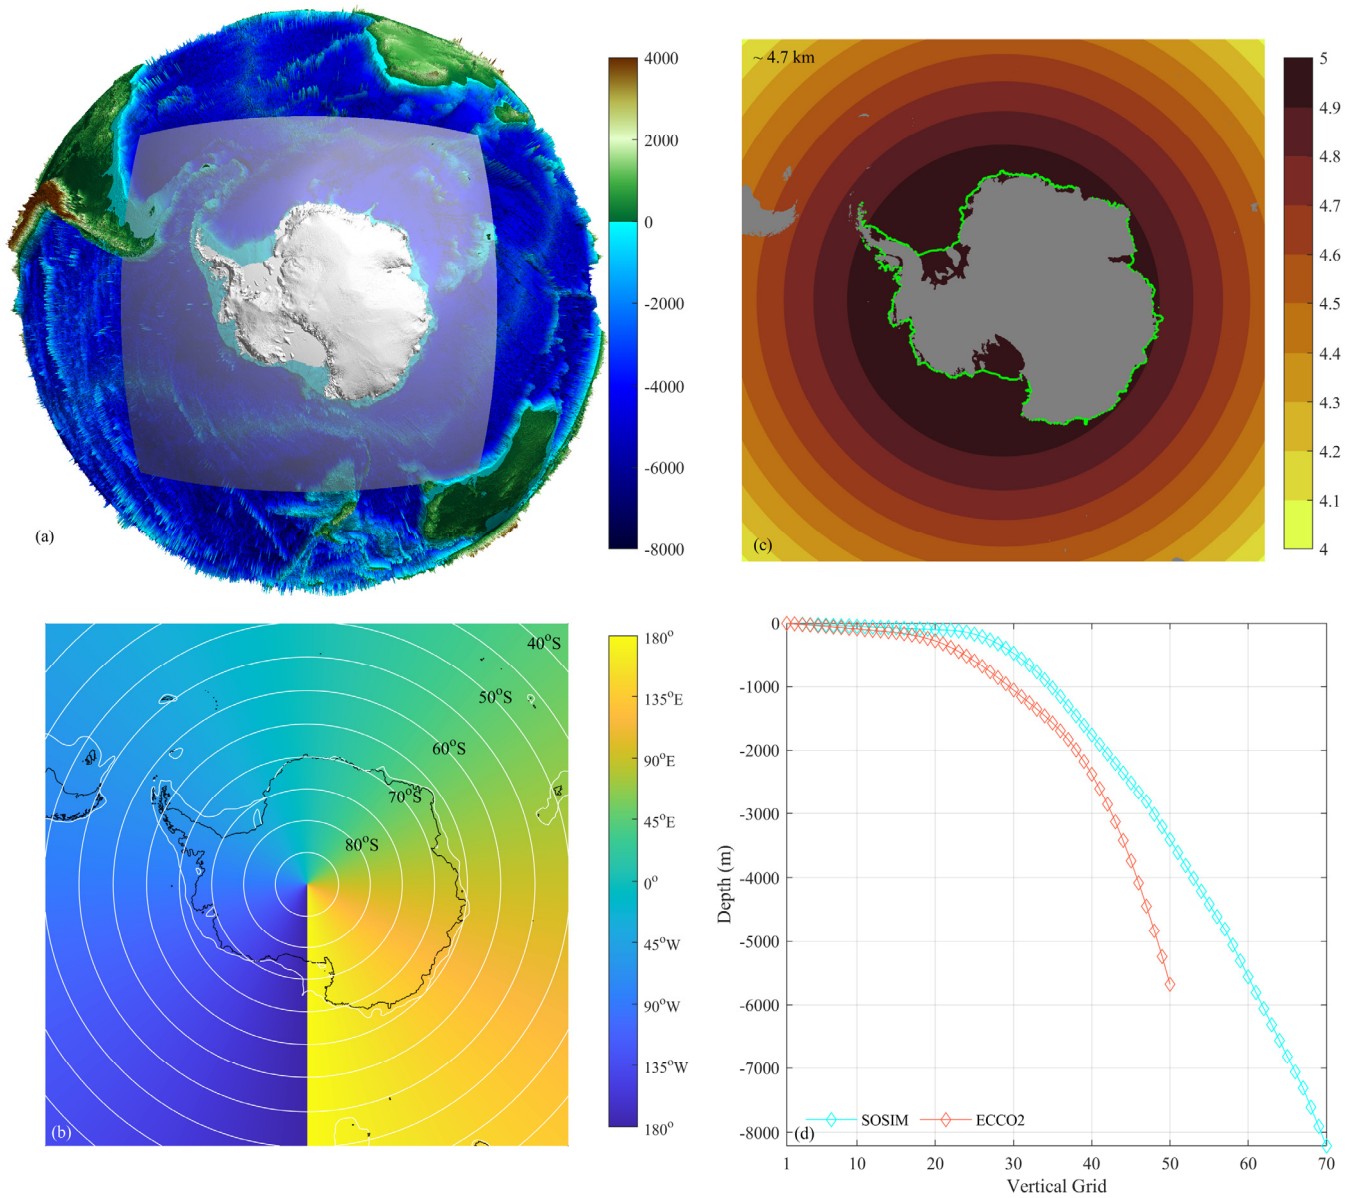 4000
2000
0
-2000
-4000
-6000
-8000
(a)
~ 4.7 km
5
4.9
4.8
4.7
4.6
4.5
4.4
4.3
4.2
4.1
4
(c)
40°S
50°S
60°S
70°S
80°S
180°
135°E
90°E
45°E
0°
45°W
90°W
135°W
180°
(b)
0
-1000
-2000
-3000
-4000
-5000
-6000
-7000
-8000
Depth (m)
SOSIM
ECCO2
(d)
1 10 20 30 40 50 60 70
Vertical Grid